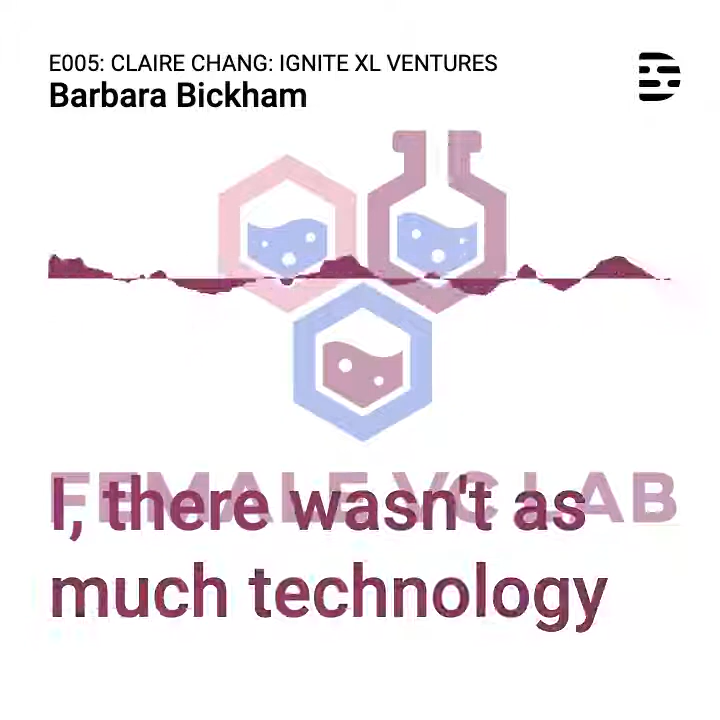 E005: CLAIRE CHANG: IGNITE XL VENTURES
Barbara Bickham
FEMALE VC LAB
I, there wasn't as
much technology